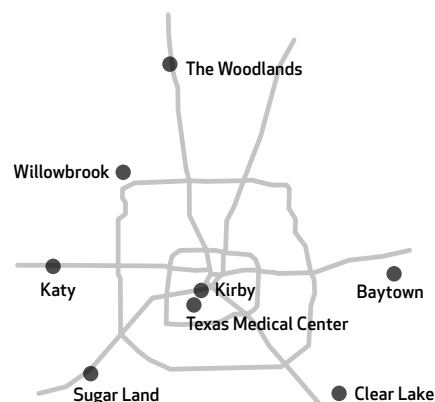 The Woodlands
Willowbrook
Katy
Kirby
Baytown
Texas Medical Center
Sugar Land
Clear Lake